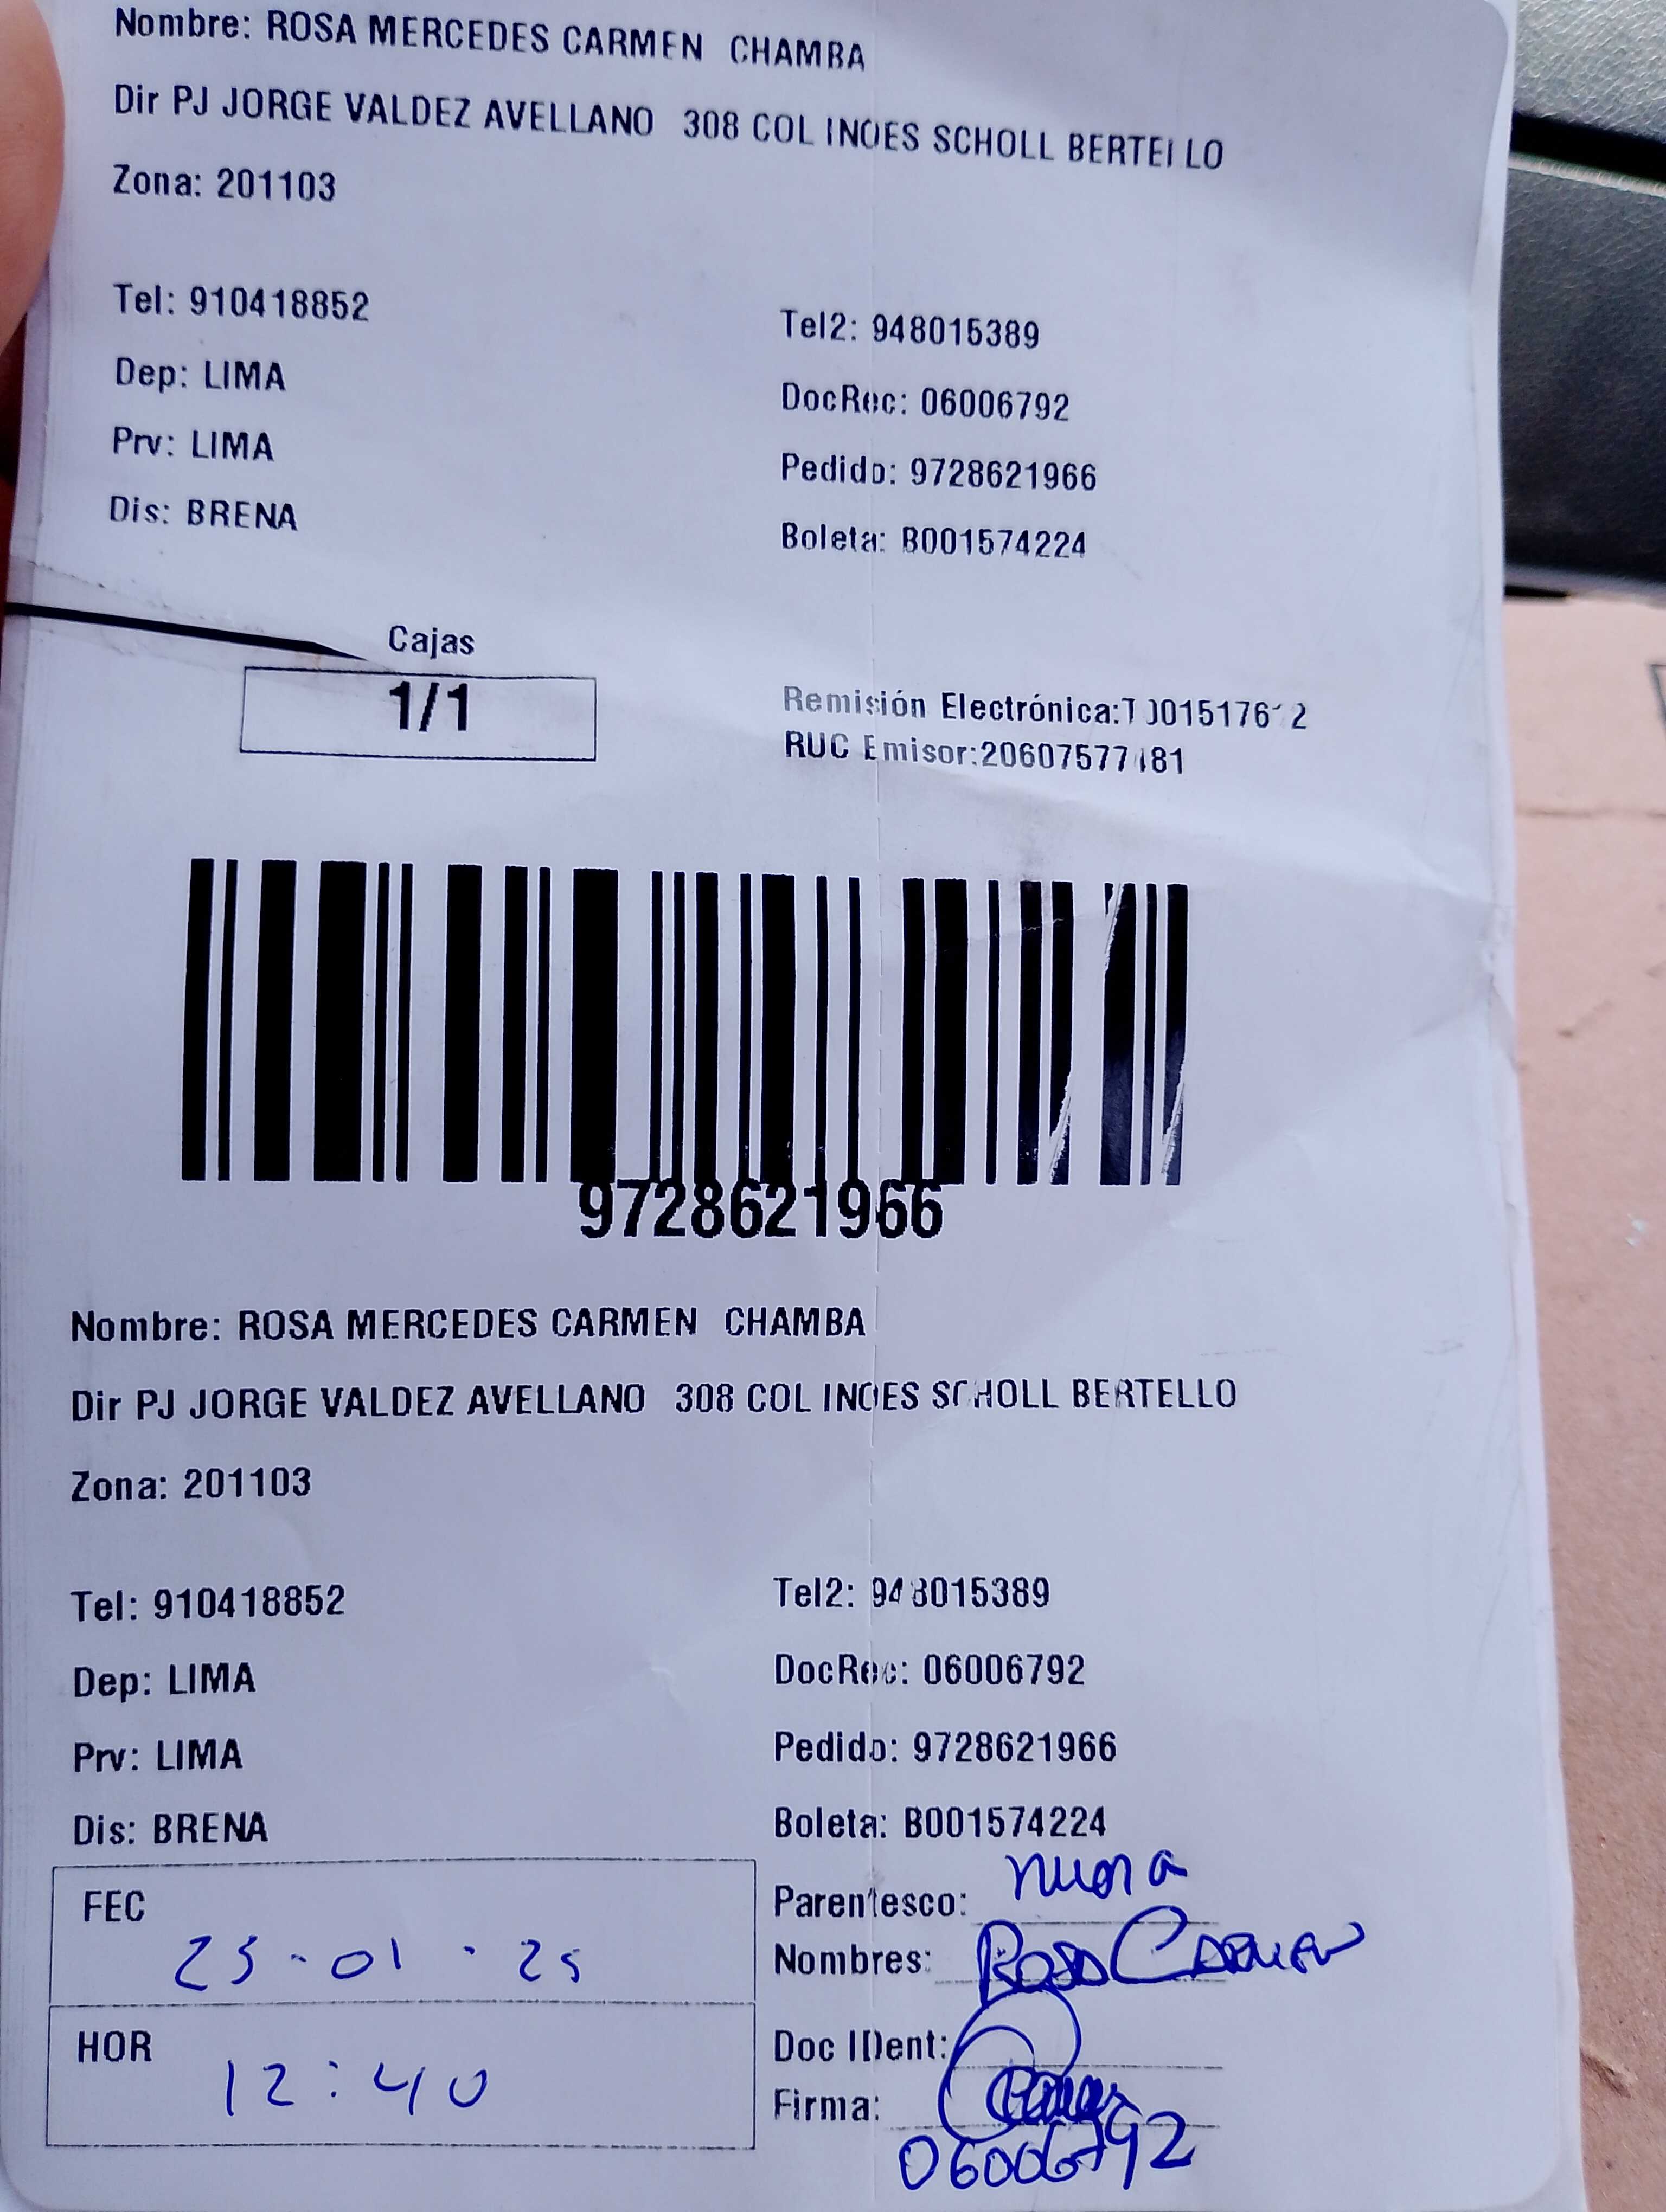 Nombre: ROSA MERCEDES CARMEN CHAMBA
Dir PJ JORGE VALDEZ AVELLANO 308 COL INOES SCHOLL BERTELLO
Zona: 201103
Tel: 910418852
Tel2: 948015389
Dep: LIMA
DocRec: 06006792
Prv: LIMA
Pedido: 9728621966
Dis: BRENA
Boleta: B001574224
Cajas
1/1
Remisión Electrónica:
RUC Emisor:
9728621966
Nombre: ROSA MERCEDES CARMEN CHAMBA
Dir PJ JORGE VALDEZ AVELLANO 308 COL INOES SCHOLL BERTELLO
Zona: 201103
Tel: 910418852
Tel2: 948015389
Dep: LIMA
DocRec: 06006792
Prv: LIMA
Pedido: 9728621966
Dis: BRENA
Boleta: B001574224
FEC
Parentesco:
23-01-25
Nombres: Rosa Carmen
HOR
12:40
Doc IDent:
Firma:
06006792